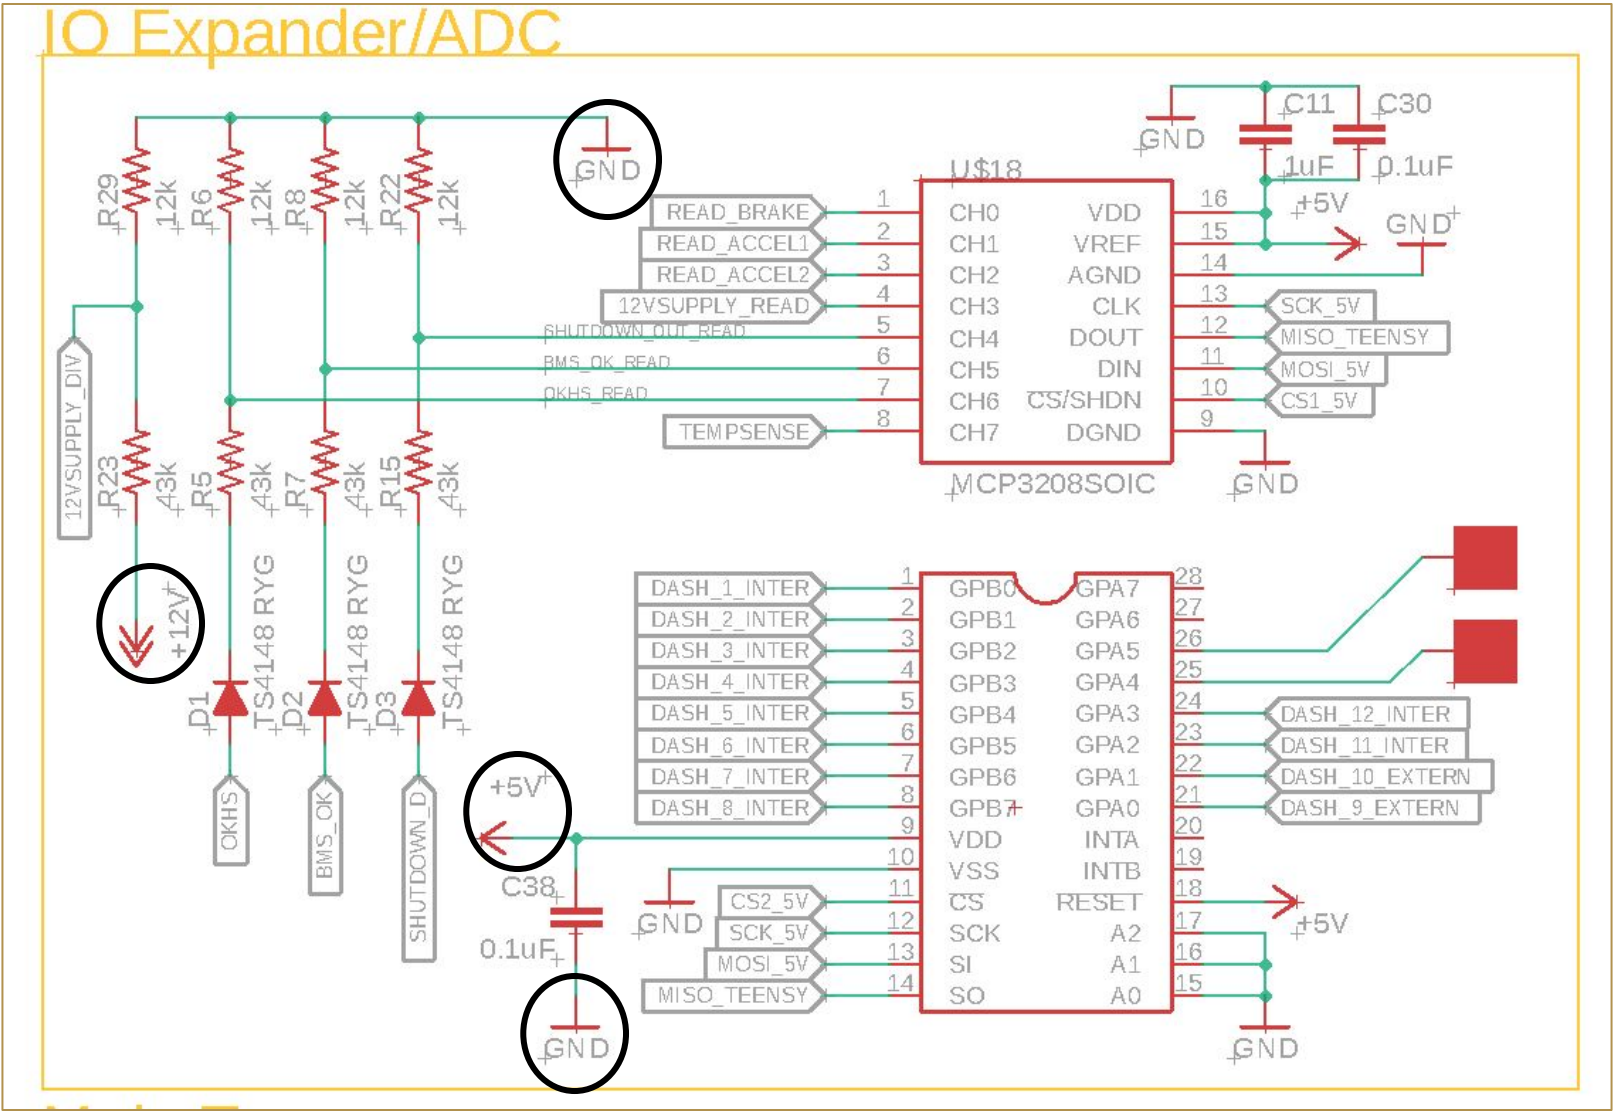 IO Expander/ADC
GND
R29
12k
R6
12k
R8
12k
R22
12k
12VSUPPLY_DIV
R23
43k
R5
43k
R7
43k
R15
43k
+12V
D1
TS4148 RYG
D2
TS4148 RYG
D3
TS4148 RYG
OKHS
BMS_OK
SHUTDOWN_D
SHUTDOWN_OUT_READ
BMS_OK_READ
OKHS_READ
GND
C11
1uF
C30
0.1uF
+5V
GND
U$18
READ_BRAKE 1 CH0 VDD 16
READ_ACCEL1 2 CH1 VREF 15
READ_ACCEL2 3 CH2 AGND 14
12VSUPPLY_READ 4 CH3 CLK 13 SCK_5V
5 CH4 DOUT 12 MISO_TEENSY
6 CH5 DIN 11 MOSI_5V
7 CH6 CS/SHDN 10 CS1_5V
TEMPSENSE 8 CH7 DGND 9
MCP3208SOIC
GND
DASH_1_INTER 1 GPB0 GPA7 28
DASH_2_INTER 2 GPB1 GPA6 27
DASH_3_INTER 3 GPB2 GPA5 26
DASH_4_INTER 4 GPB3 GPA4 25
DASH_5_INTER 5 GPB4 GPA3 24 DASH_12_INTER
DASH_6_INTER 6 GPB5 GPA2 23 DASH_11_INTER
DASH_7_INTER 7 GPB6 GPA1 22 DASH_10_EXTERN
DASH_8_INTER 8 GPB7 GPA0 21 DASH_9_EXTERN
+5V 9 VDD INTA 20
10 VSS INTB 19
CS2_5V 11 CS RESET 18 +5V
SCK_5V 12 SCK A2 17
MOSI_5V 13 SI A1 16
MISO_TEENSY 14 SO A0 15
C38
0.1uF
GND
GND
GND